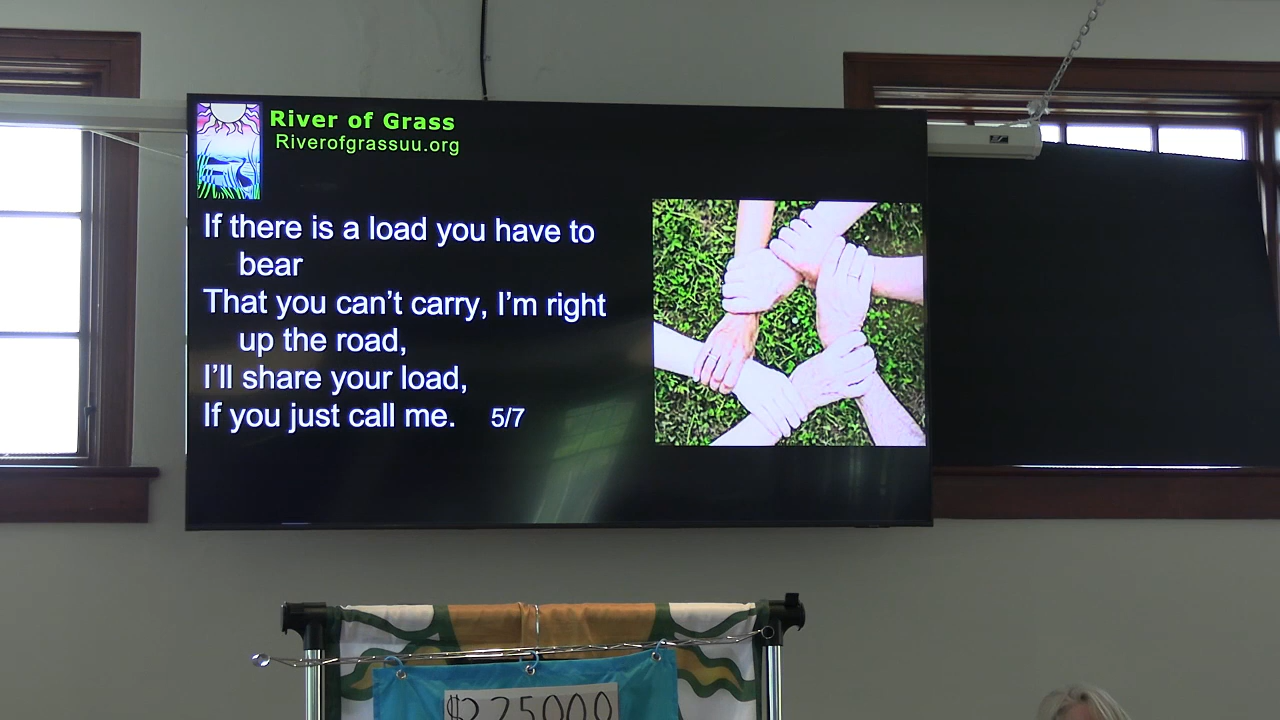 River of Grass
Riverofgrassuu.org
If there is a load you have to
bear
That you can’t carry, I’m right
up the road,
I’ll share your load,
If you just call me. 5/7
$225000